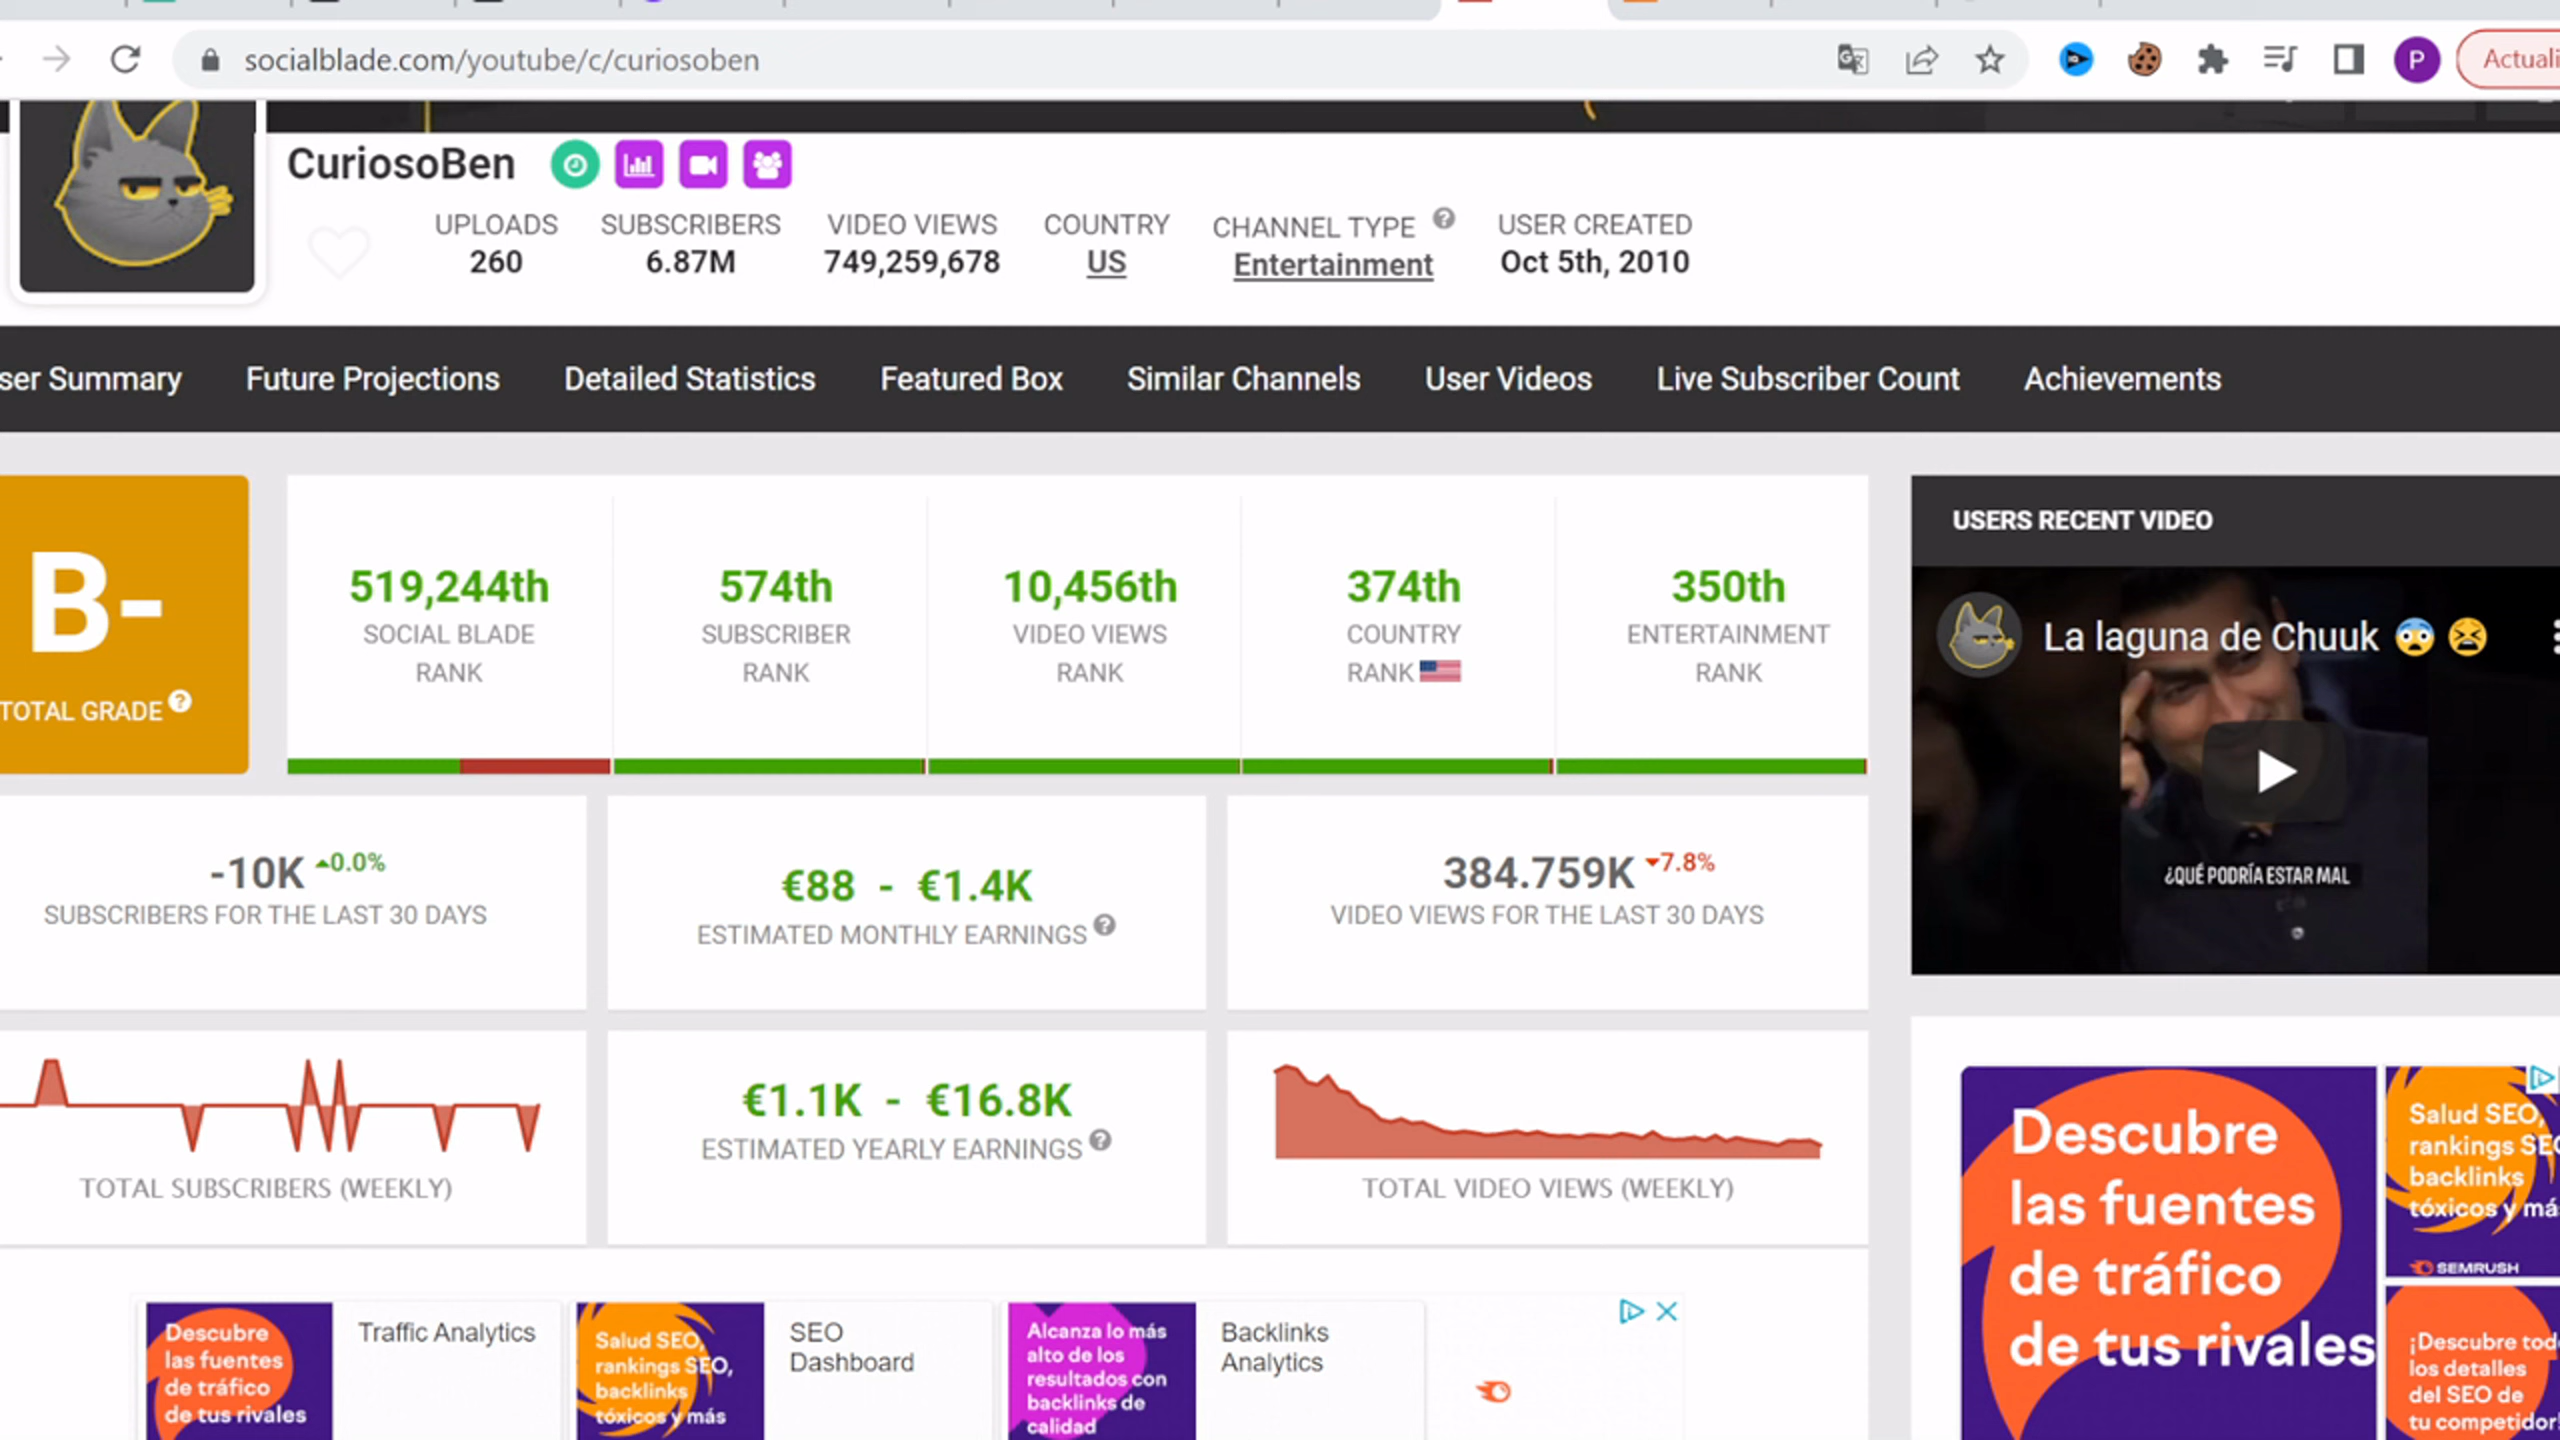 socialblade.com/youtube/c/curiosoben
P
Actuali
CuriosoBen
UPLOADS
260
SUBSCRIBERS
6.87M
VIDEO VIEWS
749,259,678
COUNTRY
US
CHANNEL TYPE
Entertainment
USER CREATED
Oct 5th, 2010
ser Summary
Future Projections
Detailed Statistics
Featured Box
Similar Channels
User Videos
Live Subscriber Count
Achievements
B-
TOTAL GRADE
519,244th
SOCIAL BLADE
RANK
574th
SUBSCRIBER
RANK
10,456th
VIDEO VIEWS
RANK
374th
COUNTRY
RANK
350th
ENTERTAINMENT
RANK
USERS RECENT VIDEO
La laguna de Chuuk 😨 😫
¿QUÉ PODRÍA ESTAR MAL
-10K 0.0%
SUBSCRIBERS FOR THE LAST 30 DAYS
€88 - €1.4K
ESTIMATED MONTHLY EARNINGS
384.759K 7.8%
VIDEO VIEWS FOR THE LAST 30 DAYS
TOTAL SUBSCRIBERS (WEEKLY)
€1.1K - €16.8K
ESTIMATED YEARLY EARNINGS
TOTAL VIDEO VIEWS (WEEKLY)
Descubre
las fuentes
de tráfico
de tus rivales
Salud SEO,
rankings SEO
backlinks
tóxicos y má
SEMRUSH
¡Descubre tod
los detalles
del SEO de
tu competidor!
Descubre
las fuentes
de tráfico
de tus rivales
Traffic Analytics
Salud SEO,
rankings SEO,
backlinks
tóxicos y más
SEO
Dashboard
Alcanza lo más
alto de los
resultados con
backlinks de
calidad
Backlinks
Analytics